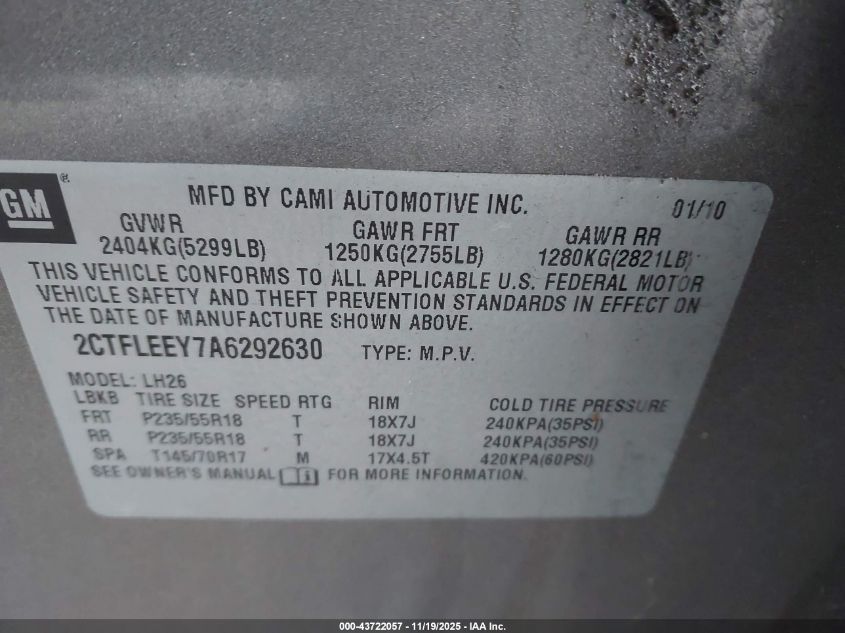 GM®
MFD BY CAMI AUTOMOTIVE INC. 01/10
GVWR GAWR FRT GAWR RR
2404KG(5299LB) 1250KG(2755LB) 1280KG(2821LB)
THIS VEHICLE CONFORMS TO ALL APPLICABLE U.S. FEDERAL MOTOR
VEHICLE SAFETY AND THEFT PREVENTION STANDARDS IN EFFECT ON
THE DATE OF MANUFACTURE SHOWN ABOVE.
2CTFLEEY7A6292630 TYPE: M.P.V.
MODEL: LH26
LBKB TIRE SIZE SPEED RTG RIM COLD TIRE PRESSURE
FRT P235/55R18 T 18X7J 240KPA(35PSI)
RR P235/55R18 T 18X7J 240KPA(35PSI)
SPA T145/70R17 M 17X4.5T 420KPA(60PSI)
SEE OWNER'S MANUAL FOR MORE INFORMATION.
000-43722057 - 11/19/2025 - IAA Inc.